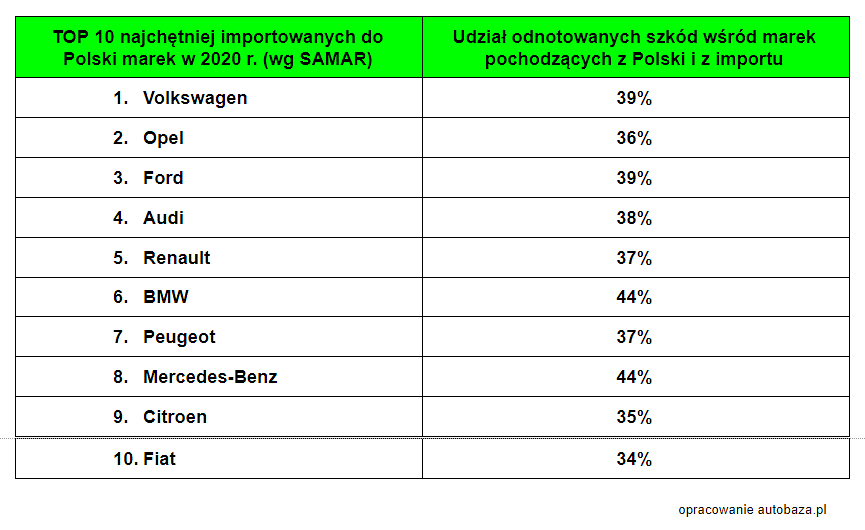 TOP 10 najchętniej importowanych do
Polski marek w 2020 r. (wg SAMAR)
Udział odnotowanych szkód wśród marek
pochodzących z Polski i z importu
1. Volkswagen 39%
2. Opel 36%
3. Ford 39%
4. Audi 38%
5. Renault 37%
6. BMW 44%
7. Peugeot 37%
8. Mercedes-Benz 44%
9. Citroen 35%
10. Fiat 34%
opracowanie autobaza.pl